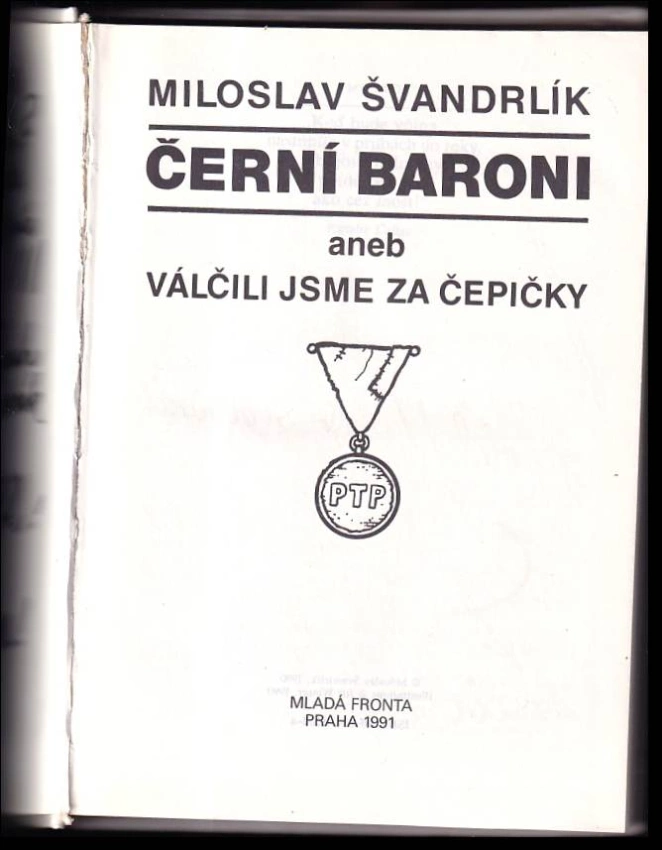 MILOSLAV ŠVANDRLÍK
ČERNÍ BARONI
aneb
VÁLČILI JSME ZA ČEPIČKY
PTP
MLADÁ FRONTA
PRAHA 1991